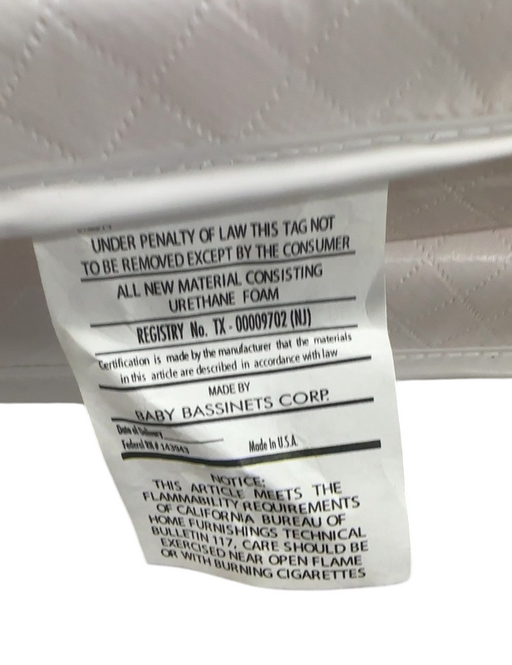 UNDER PENALTY OF LAW THIS TAG NOT
TO BE REMOVED EXCEPT BY THE CONSUMER
ALL NEW MATERIAL CONSISTING
URETHANE FOAM
REGISTRY No. TX - 00009702 (NJ)
Certification is made by the manufacturer that the materials
in this article are described in accordance with law
MADE BY
BABY BASSINETS CORP.
Date of Delivery
Federal RN # 143943 Made In U.S.A.
NOTICE:
THIS ARTICLE MEETS THE
FLAMMABILITY REQUIREMENTS
OF CALIFORNIA BUREAU OF
HOME FURNISHINGS TECHNICAL
BULLETIN 117, CARE SHOULD BE
EXERCISED NEAR OPEN FLAME
OR WITH BURNING CIGARETTES